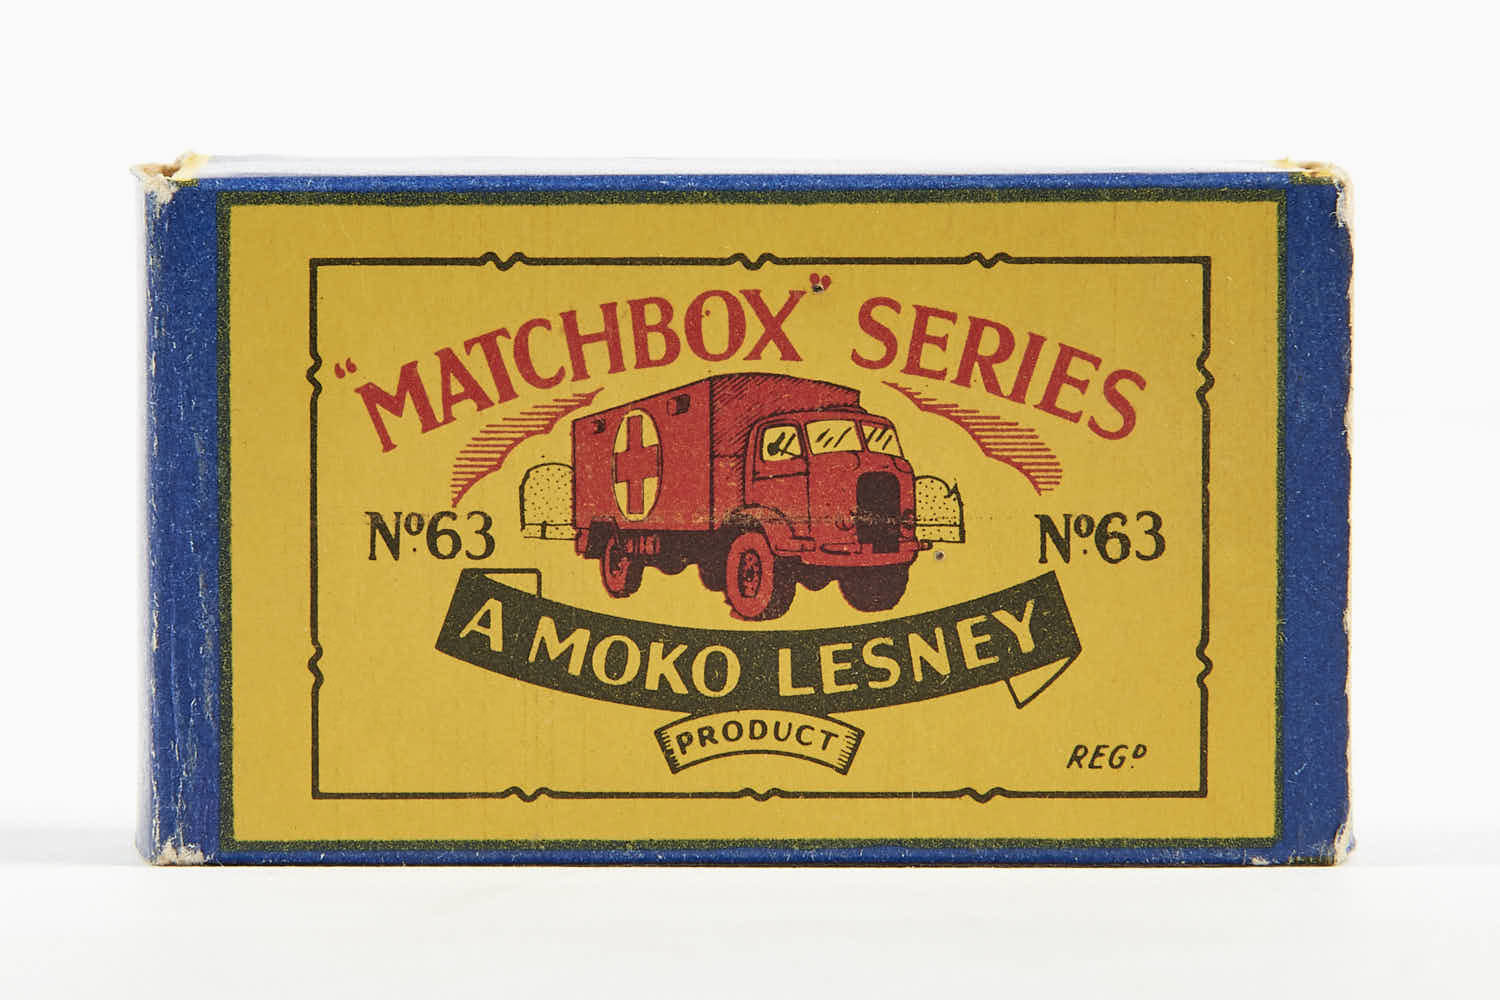 "MATCHBOX" SERIES
Nº63 Nº63
A MOKO LESNEY
PRODUCT
REGD.